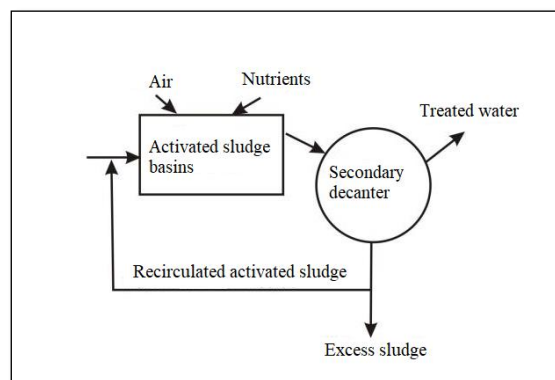 Air
Nutrients
Treated water
Activated sludge
basins
Secondary
decanter
Recirculated activated sludge
Excess sludge